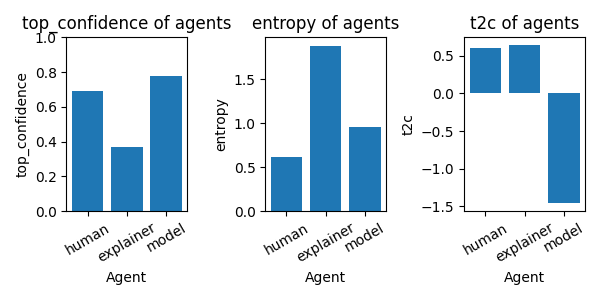 top_confidence of agents
top_confidence
1.0
0.8
0.6
0.4
0.2
0.0
human
explainer
model
Agent
entropy of agents
entropy
1.5
1.0
0.5
0.0
human
explainer
model
Agent
t2c of agents
t2c
0.5
0.0
−0.5
−1.0
−1.5
human
explainer
model
Agent